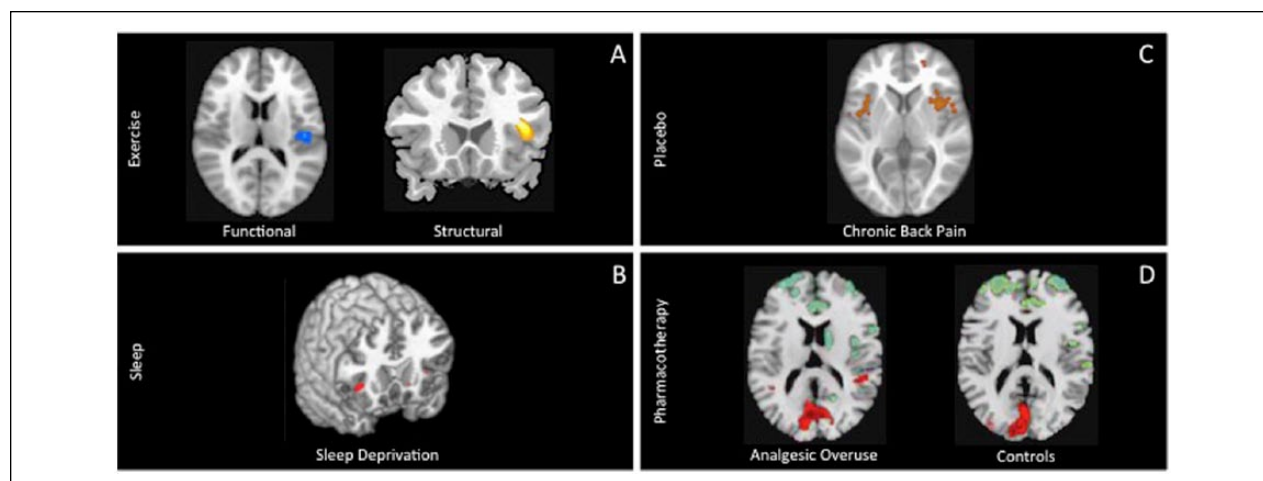 A
Exercise
Functional
Structural
C
Placebo
Chronic Back Pain
B
Sleep
Sleep Deprivation
D
Pharmacotherapy
Analgesic Overuse
Controls